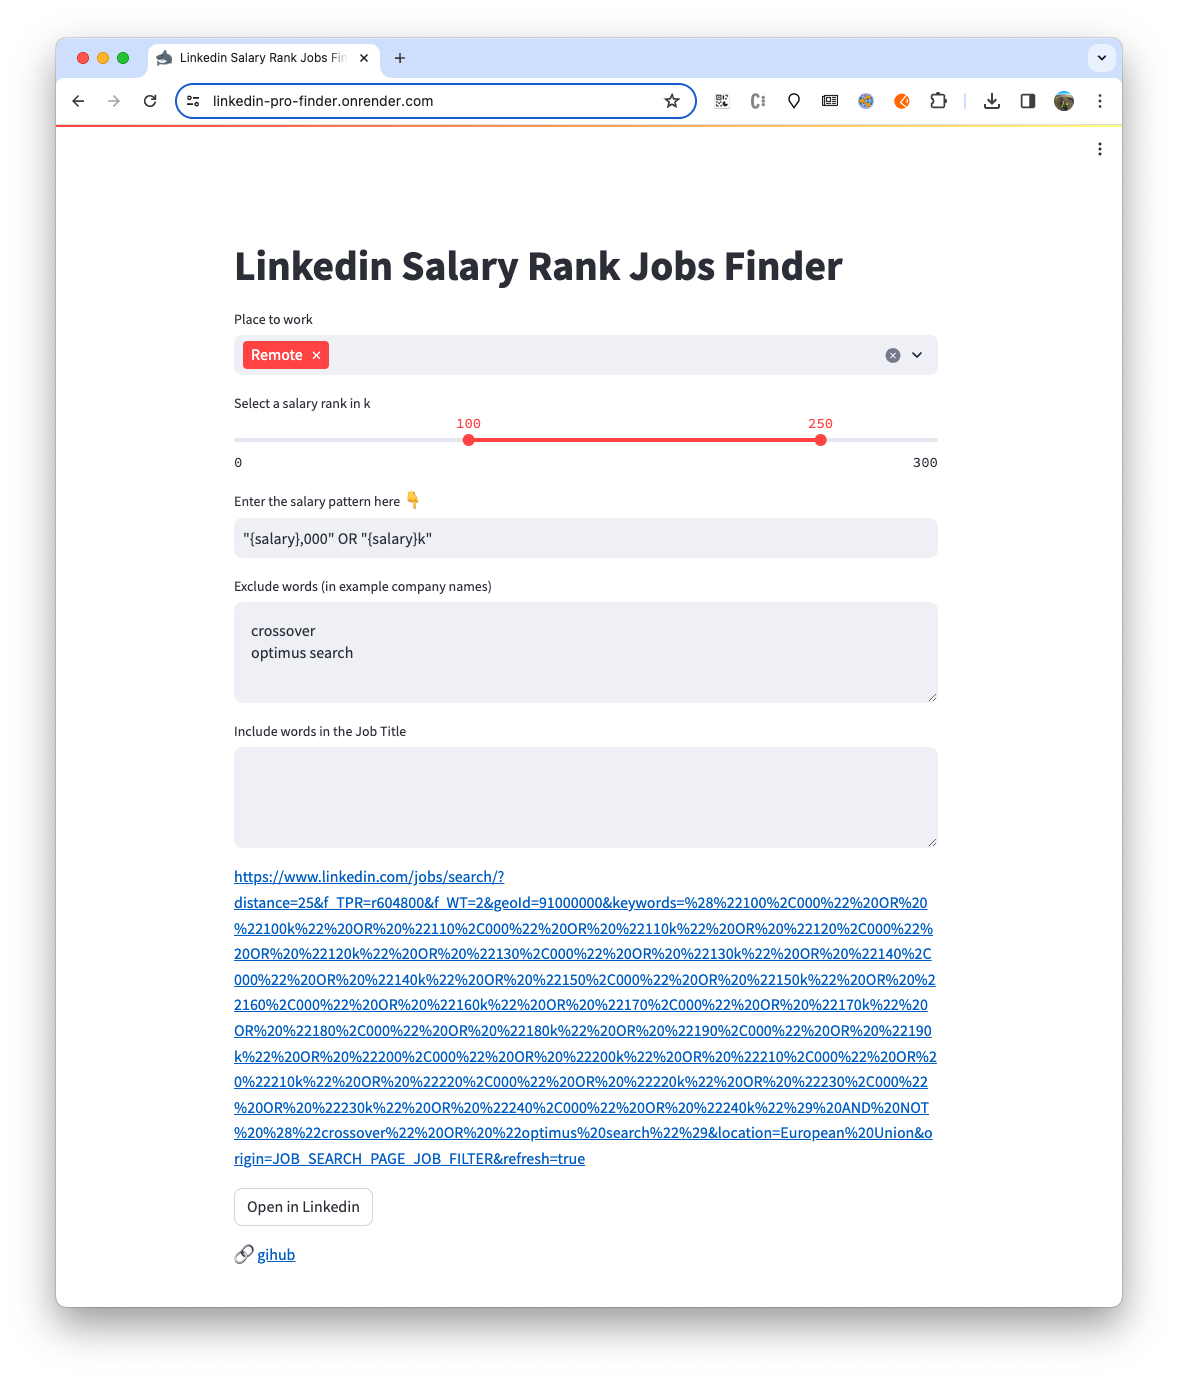 Linkedin Salary Rank Jobs Fin
linkedin-pro-finder.onrender.com
Linkedin Salary Rank Jobs Finder
Place to work
Remote
Select a salary rank in k
100 250
0 300
Enter the salary pattern here 👇
"{salary},000" OR "{salary}k"
Exclude words (in example company names)
crossover
optimus search
Include words in the Job Title
https://www.linkedin.com/jobs/search/?
distance=25&f_TPR=r604800&f_WT=2&geoId=91000000&keywords=%28%22100%2C000%22%20OR%20
%22100k%22%20OR%20%22110%2C000%22%20OR%20%22110k%22%20OR%20%22120%2C000%22%
20OR%20%22120k%22%20OR%20%22130%2C000%22%20OR%20%22130k%22%20OR%20%22140%2C
000%22%20OR%20%22140k%22%20OR%20%22150%2C000%22%20OR%20%22150k%22%20OR%20%2
2160%2C000%22%20OR%20%22160k%22%20OR%20%22170%2C000%22%20OR%20%22170k%22%20
OR%20%22180%2C000%22%20OR%20%22180k%22%20OR%20%22190%2C000%22%20OR%20%22190
k%22%20OR%20%22200%2C000%22%20OR%20%22200k%22%20OR%20%22210%2C000%22%20OR%2
0%22210k%22%20OR%20%22220%2C000%22%20OR%20%22220k%22%20OR%20%22230%2C000%22
%20OR%20%22230k%22%20OR%20%22240%2C000%22%20OR%20%22240k%22%29%20AND%20NOT
%20%28%22crossover%22%20OR%20%22optimus%20search%22%29&location=European%20Union&o
rigin=JOB_SEARCH_PAGE_JOB_FILTER&refresh=true
Open in Linkedin
🔗 gihub